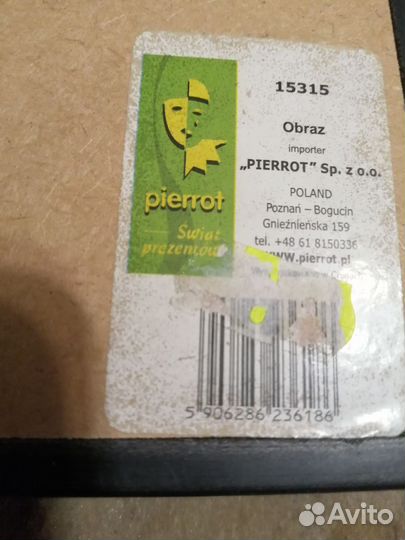 15315
Obraz
importer
„PIERROT” Sp. z o.o.
POLAND
Poznań – Bogucin
Gnieźnieńska 159
tel. +48 61 8150336
www.pierrot.pl
pierrot
Świat
prezentów
5 906286 236186
Avito